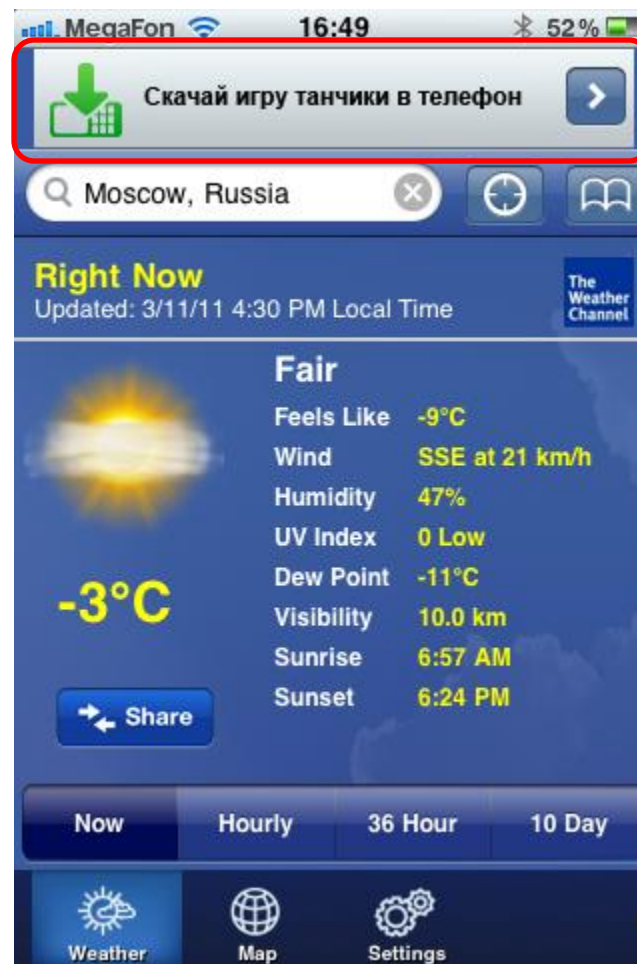 MegaFon 16:49 52%
Скачай игру танчики в телефон
Moscow, Russia
Right Now
Updated: 3/11/11 4:30 PM Local Time
The
Weather
Channel
Fair
Feels Like -9°C
Wind SSE at 21 km/h
Humidity 47%
UV Index 0 Low
Dew Point -11°C
Visibility 10.0 km
Sunrise 6:57 AM
Sunset 6:24 PM
-3°C
Share
Now Hourly 36 Hour 10 Day
Weather Map Settings